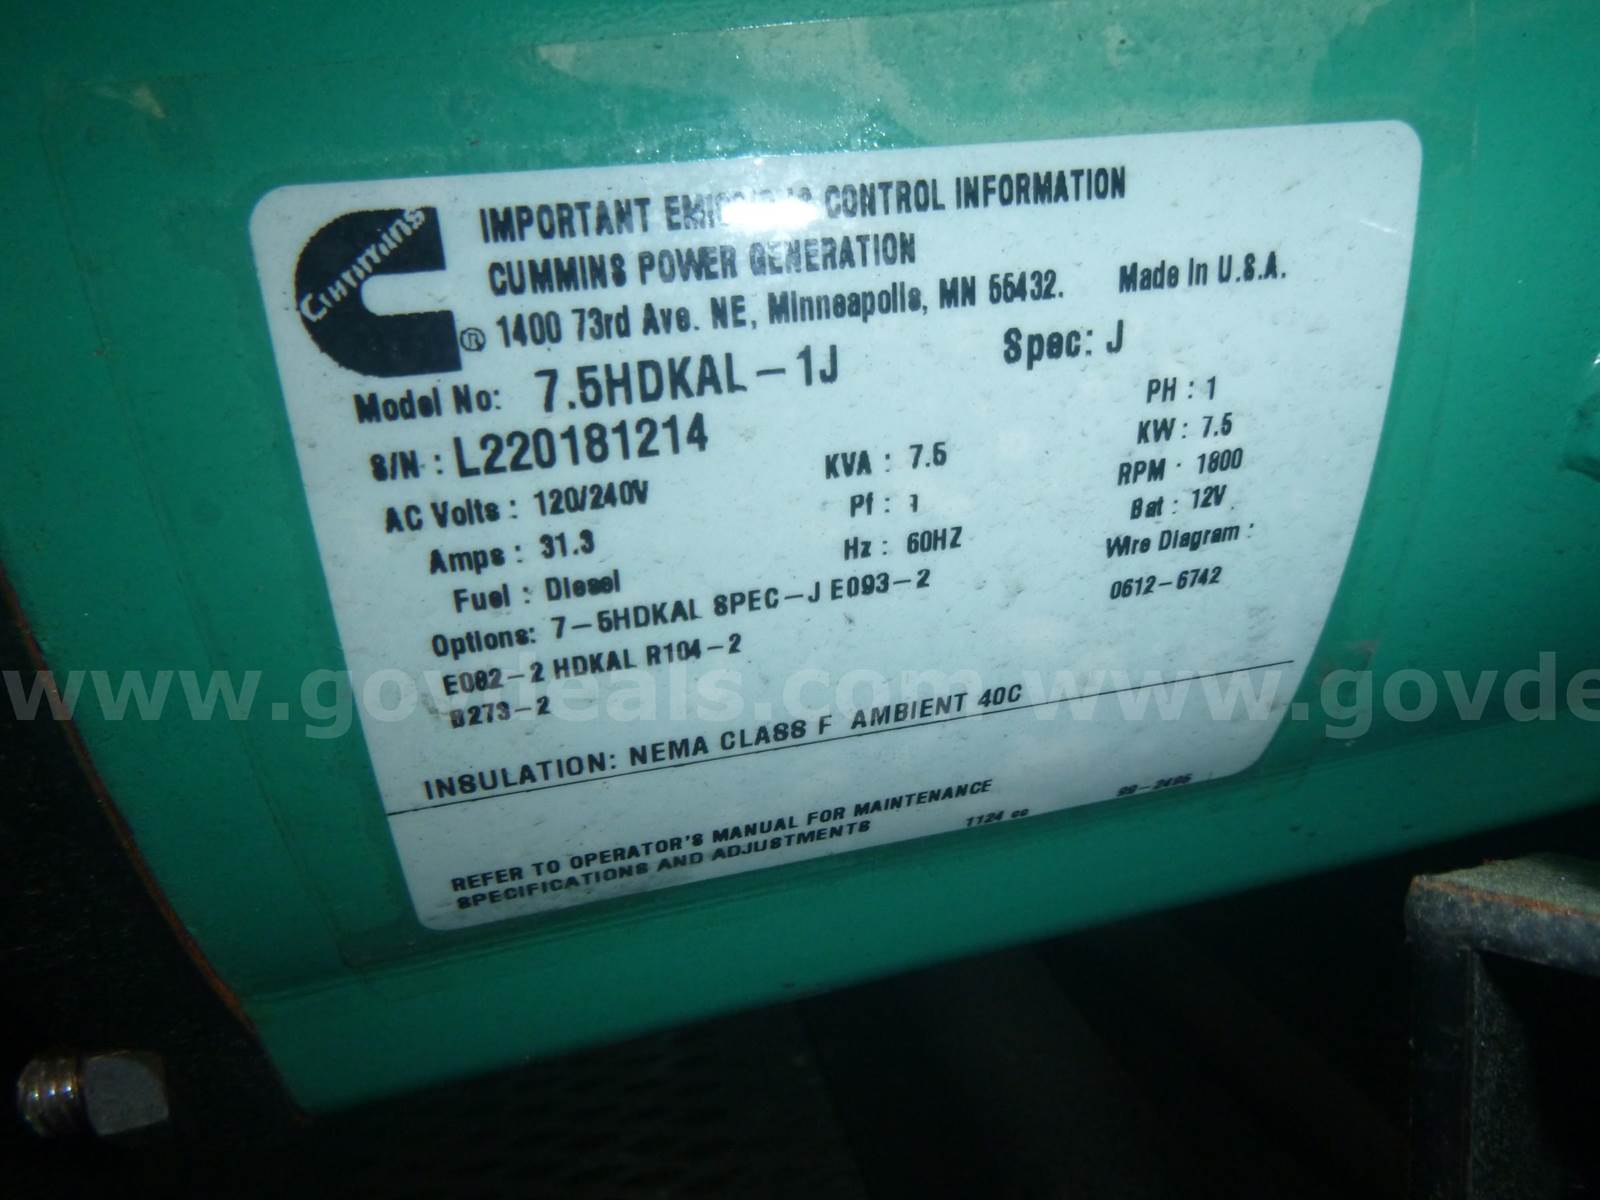 Cummins
®
IMPORTANT EMISSIONS CONTROL INFORMATION
CUMMINS POWER GENERATION
1400 73rd Ave. NE, Minneapolis, MN 55432. Made In U.S.A.
Model No: 7.5HDKAL-1J Spec: J
S/N : L220181214 PH : 1
AC Volts : 120/240V KVA : 7.5 KW : 7.5
Amps : 31.3 Pf : 1 RPM : 1800
Fuel : Diesel Hz : 60HZ Bat : 12V
Options: 7-5HDKAL SPEC-J E093-2 Wire Diagram :
E082-2 HDKAL R104-2 0612-6742
B273-2
INSULATION: NEMA CLASS F AMBIENT 40C
REFER TO OPERATOR'S MANUAL FOR MAINTENANCE
SPECIFICATIONS AND ADJUSTMENTS 1124 cc 98-2495
www.govdeals.com www.govde